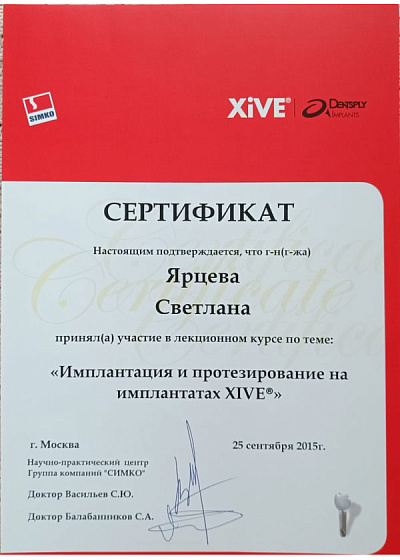 SIMKO
XiVE® DENTSPLY
IMPLANTS
СЕРТИФИКАТ
Certificate
Настоящим подтверждается, что г-н(г-жа)
Ярцева
Светлана
принял(а) участие в лекционном курсе по теме:
«Имплантация и протезирование на
имплантатах XIVE®»
г. Москва 25 сентября 2015г.
Научно-практический центр
Группа компаний "СИМКО"
Доктор Васильев С.Ю.
Доктор Балабанников С.А.